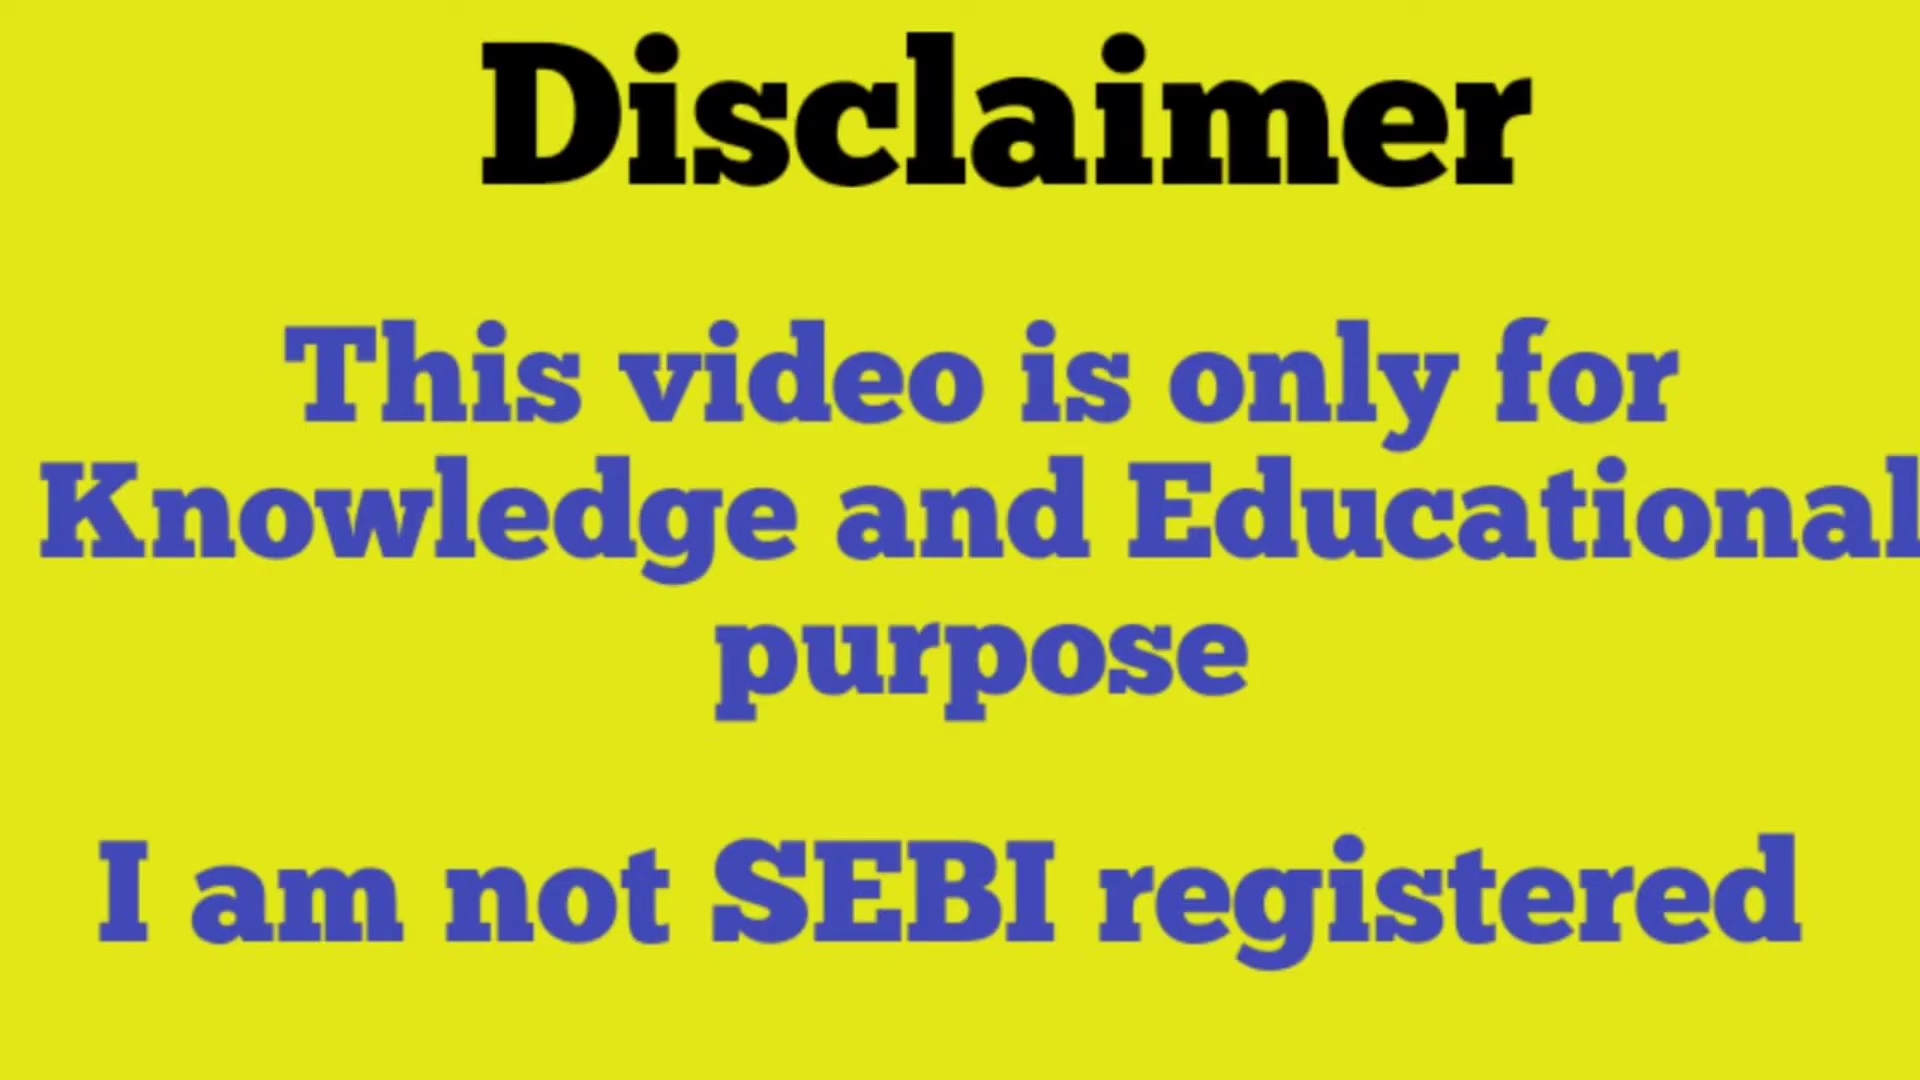 Disclaimer
This video is only for
Knowledge and Educational
purpose
I am not SEBI registered